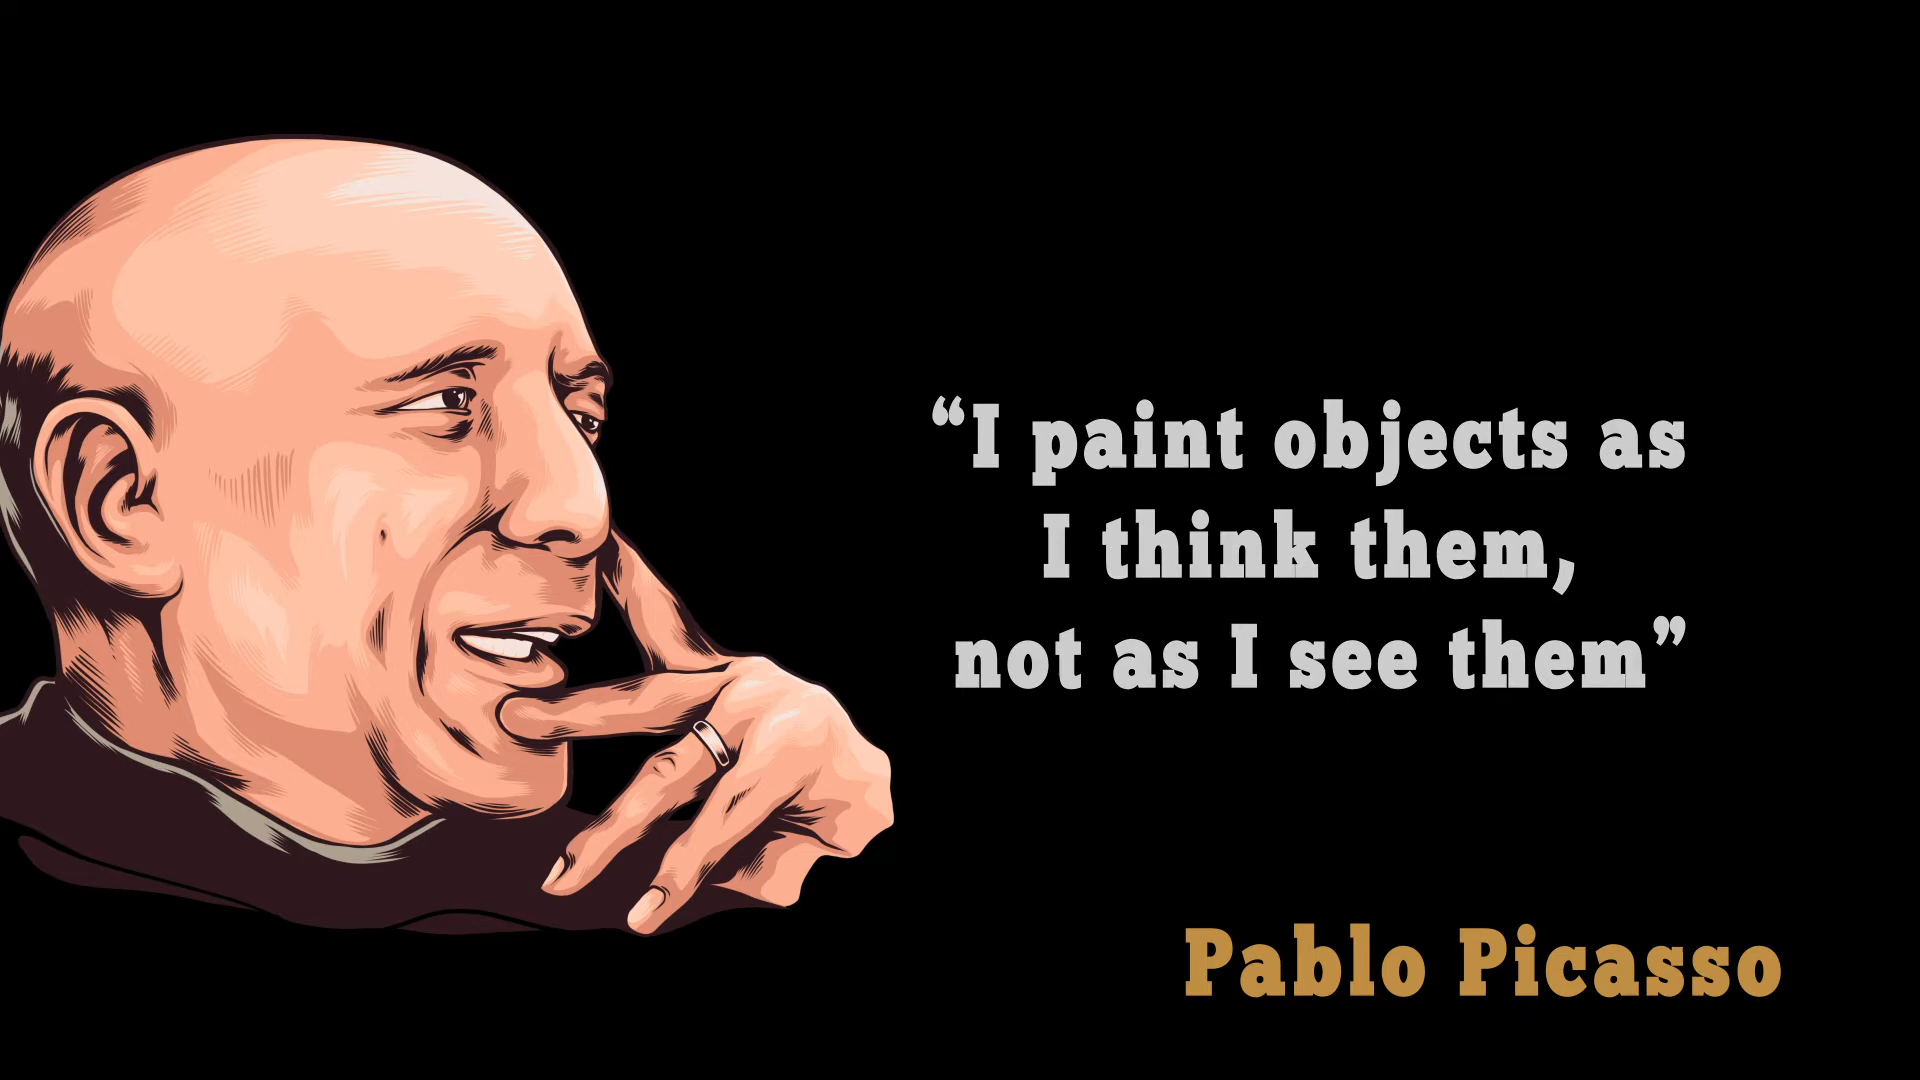 “I paint objects as
I think them,
not as I see them”
Pablo Picasso